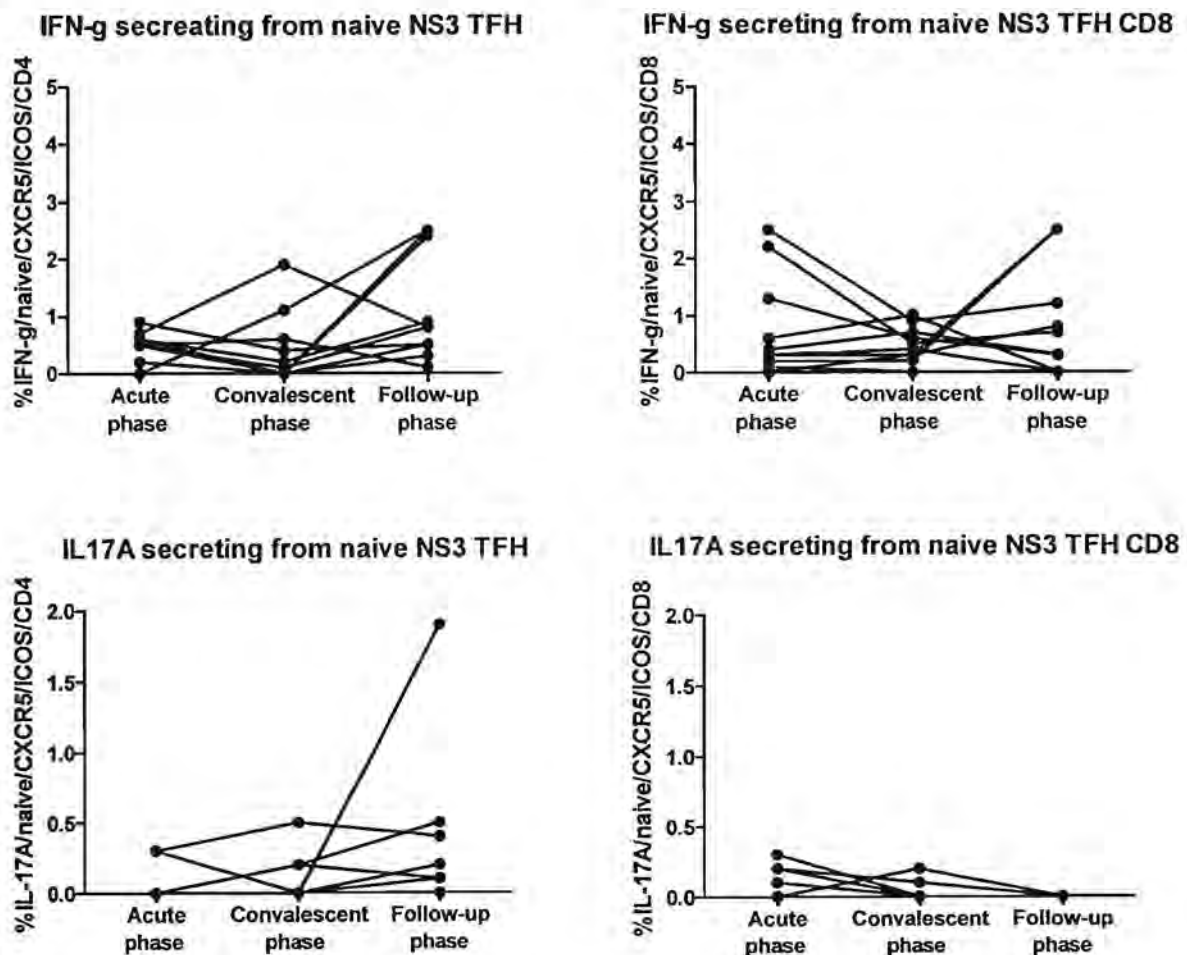 IFN-g secreating from naive NS3 TFH
%IFN-g/naive/CXCR5/ICOS/CD4
5
4
3
2
1
0
Acute phase
Convalescent phase
Follow-up phase
IFN-g secreting from naive NS3 TFH CD8
%IFN-g/naive/CXCR5/ICOS/CD8
5
4
3
2
1
0
Acute phase
Convalescent phase
Follow-up phase
IL17A secreting from naive NS3 TFH
%IL-17A/naive/CXCR5/ICOS/CD4
2.0
1.5
1.0
0.5
0.0
Acute phase
Convalescent phase
Follow-up phase
IL17A secreting from naive NS3 TFH CD8
%IL-17A/naive/CXCR5/ICOS/CD8
2.0
1.5
1.0
0.5
0.0
Acute phase
Convalescent phase
Follow-up phase